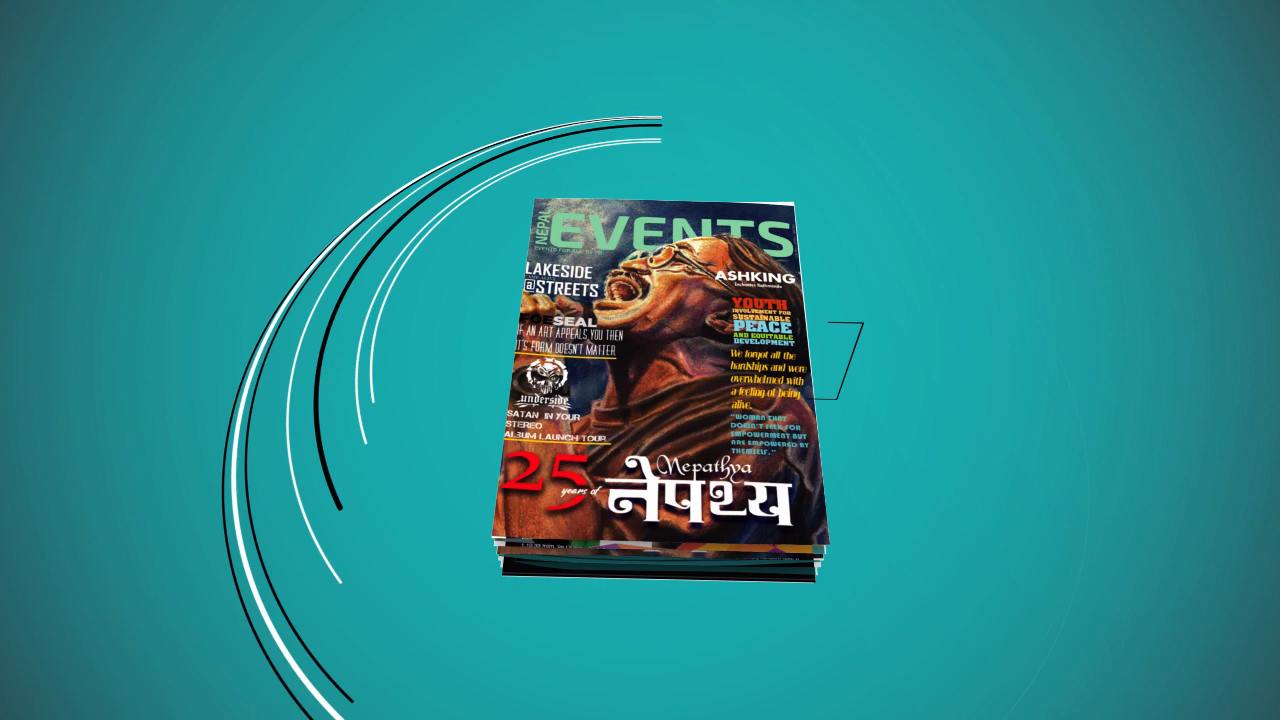 NEPAL
EVENTS
LAKESIDE
@STREETS
ASHKING
YOUTH
INVOLVEMENT FOR
SUSTAINABLE
PEACE
AND EQUITABLE
DEVELOPMENT
FOESEAL
IF AN ART APPEALS YOU THEN
IT'S FORM DOESN'T MATTER
We forgot all the
hardships and were
overwhelmed with
a feeling of being
alive.
underside
SATAN IN YOUR
STEREO
ALBUM LAUNCH TOUR
"WOMAN THAT
DOESN'T SEEK FOR
EMPOWERMENT BUT
ARE EMPOWERED BY
THEMSELF."
25
years of
Nepathya
नेपथ्य